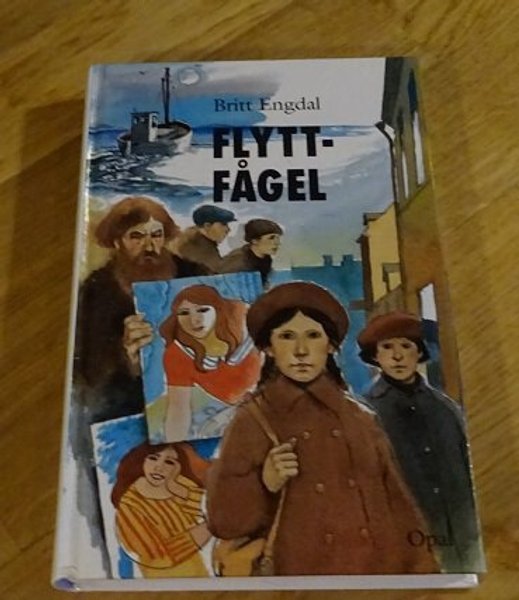 Britt Engdal
FLYTT-
FÅGEL
Opal